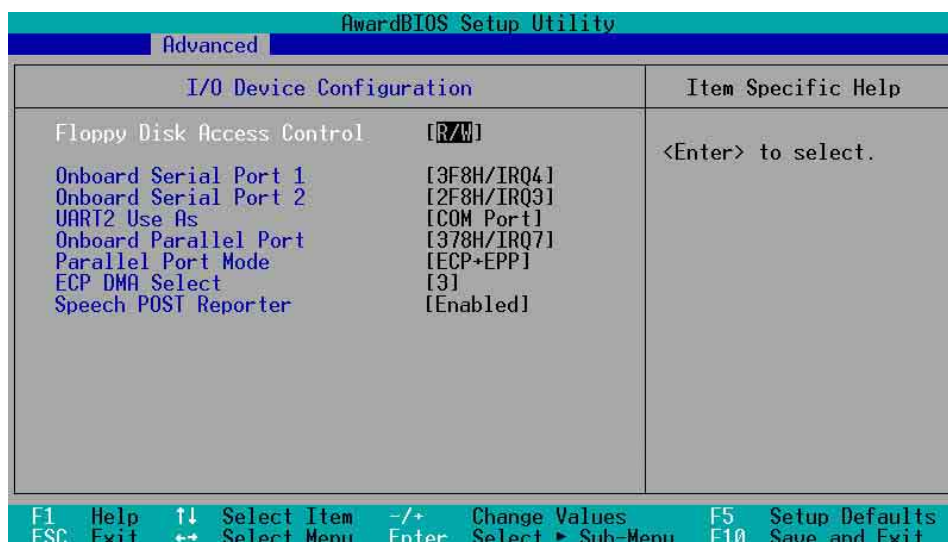 AwardBIOS Setup Utility
Advanced
I/O Device Configuration
Item Specific Help
Floppy Disk Access Control [R/W]
<Enter> to select.
Onboard Serial Port 1 [3F8H/IRQ4]
Onboard Serial Port 2 [2F8H/IRQ3]
UART2 Use As [COM Port]
Onboard Parallel Port [378H/IRQ7]
Parallel Port Mode [ECP+EPP]
ECP DMA Select [3]
Speech POST Reporter [Enabled]
F1 Help ↑↓ Select Item -/+ Change Values F5 Setup Defaults
ESC Exit ←→ Select Menu Enter Select ► Sub-Menu F10 Save and Exit